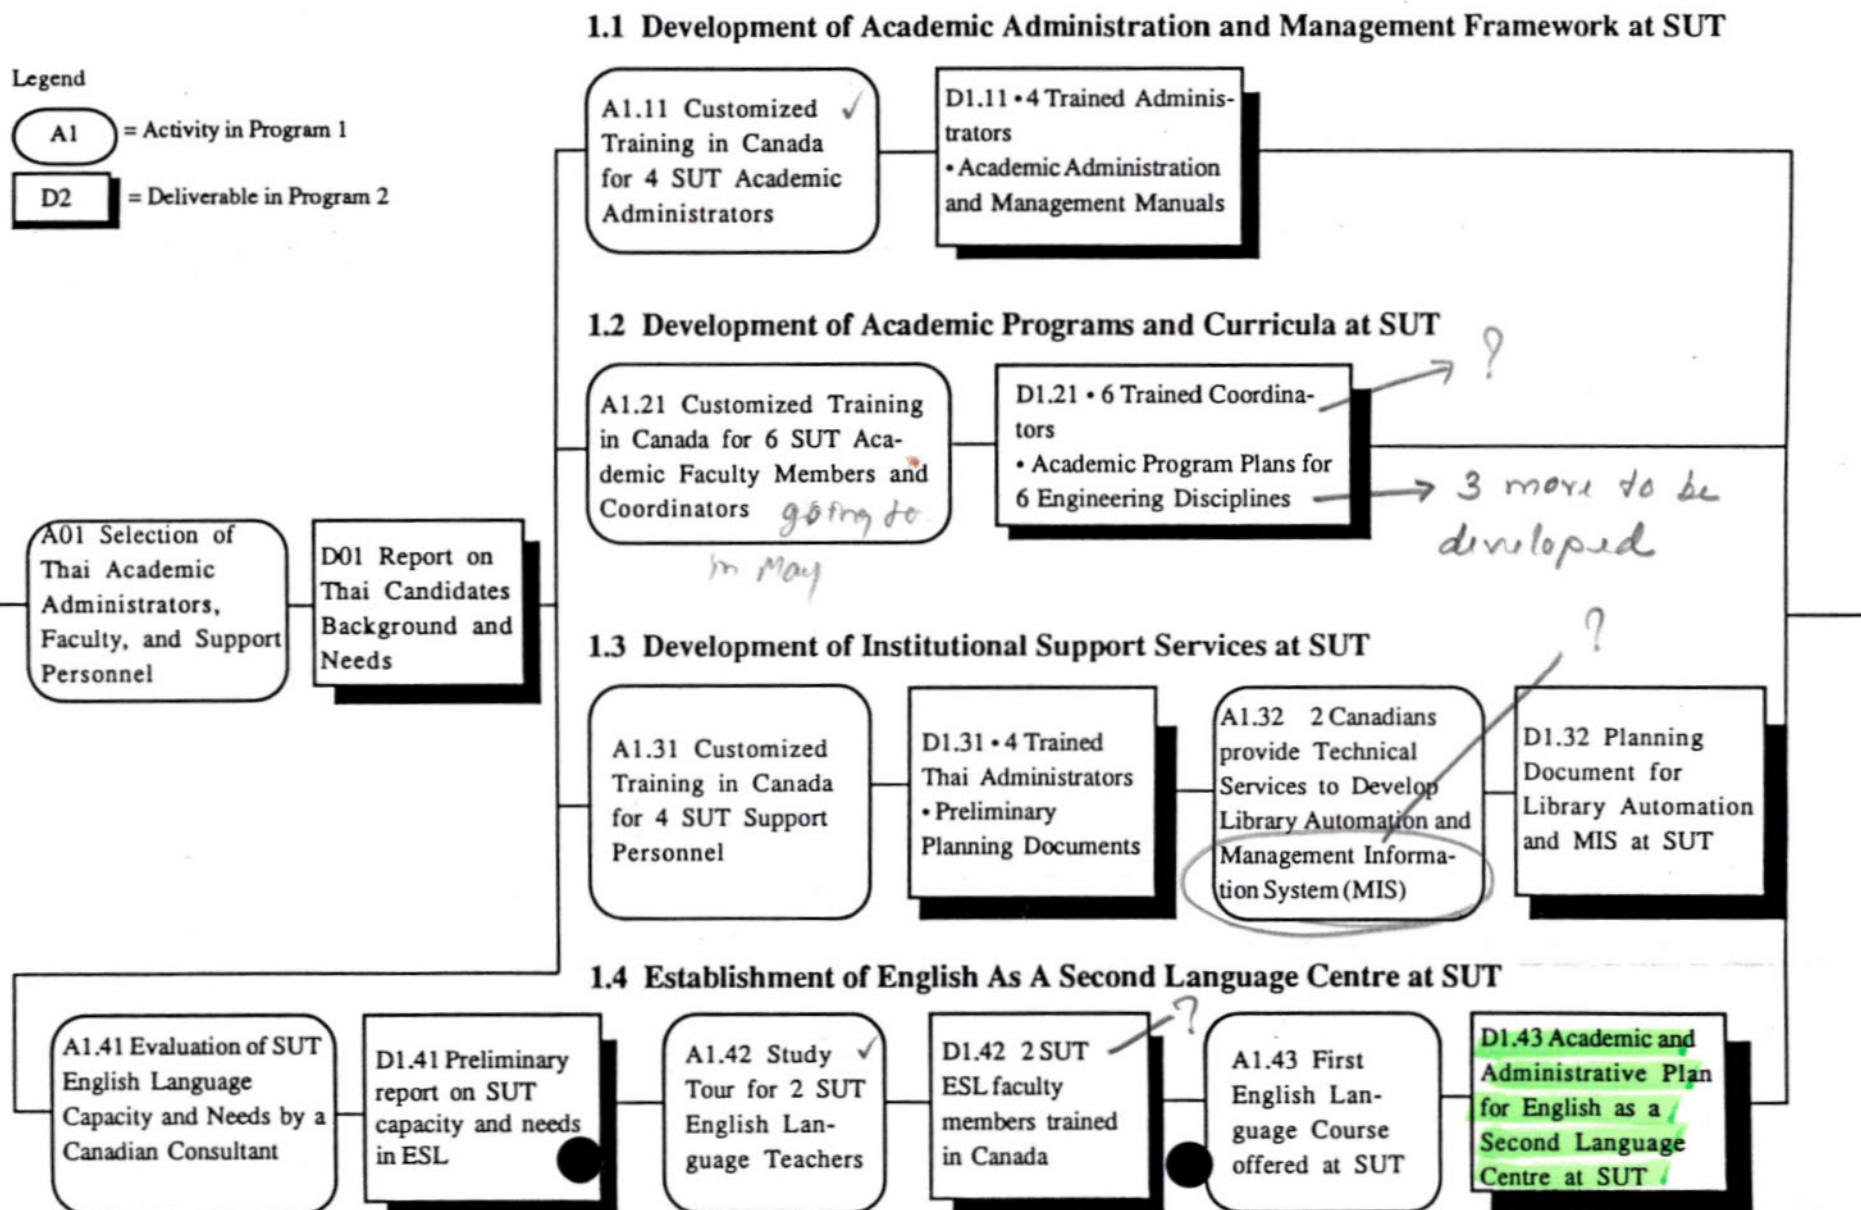 1.1 Development of Academic Administration and Management Framework at SUT
Legend
A1
= Activity in Program 1
D2
= Deliverable in Program 2
A1.11 Customized ✓
Training in Canada
for 4 SUT Academic
Administrators
D1.11 • 4 Trained Adminis-
trators
• Academic Administration
and Management Manuals
1.2 Development of Academic Programs and Curricula at SUT
A1.21 Customized Training
in Canada for 6 SUT Aca-
demic Faculty Members and
Coordinators going to
in May
D1.21 • 6 Trained Coordina-
tors
• Academic Program Plans for
6 Engineering Disciplines
?
3 more to be
developed
A01 Selection of
Thai Academic
Administrators,
Faculty, and Support
Personnel
D01 Report on
Thai Candidates
Background and
Needs
1.3 Development of Institutional Support Services at SUT
?
A1.31 Customized
Training in Canada
for 4 SUT Support
Personnel
D1.31 • 4 Trained
Thai Administrators
• Preliminary
Planning Documents
A1.32 2 Canadians
provide Technical
Services to Develop
Library Automation and
Management Informa-
tion System (MIS)
D1.32 Planning
Document for
Library Automation
and MIS at SUT
1.4 Establishment of English As A Second Language Centre at SUT
A1.41 Evaluation of SUT
English Language
Capacity and Needs by a
Canadian Consultant
D1.41 Preliminary
report on SUT
capacity and needs
in ESL
A1.42 Study ✓
Tour for 2 SUT
English Lan-
guage Teachers
D1.42 2 SUT
ESL faculty
members trained
in Canada
?
A1.43 First
English Lan-
guage Course
offered at SUT
D1.43 Academic and
Administrative Plan
for English as a
Second Language
Centre at SUT